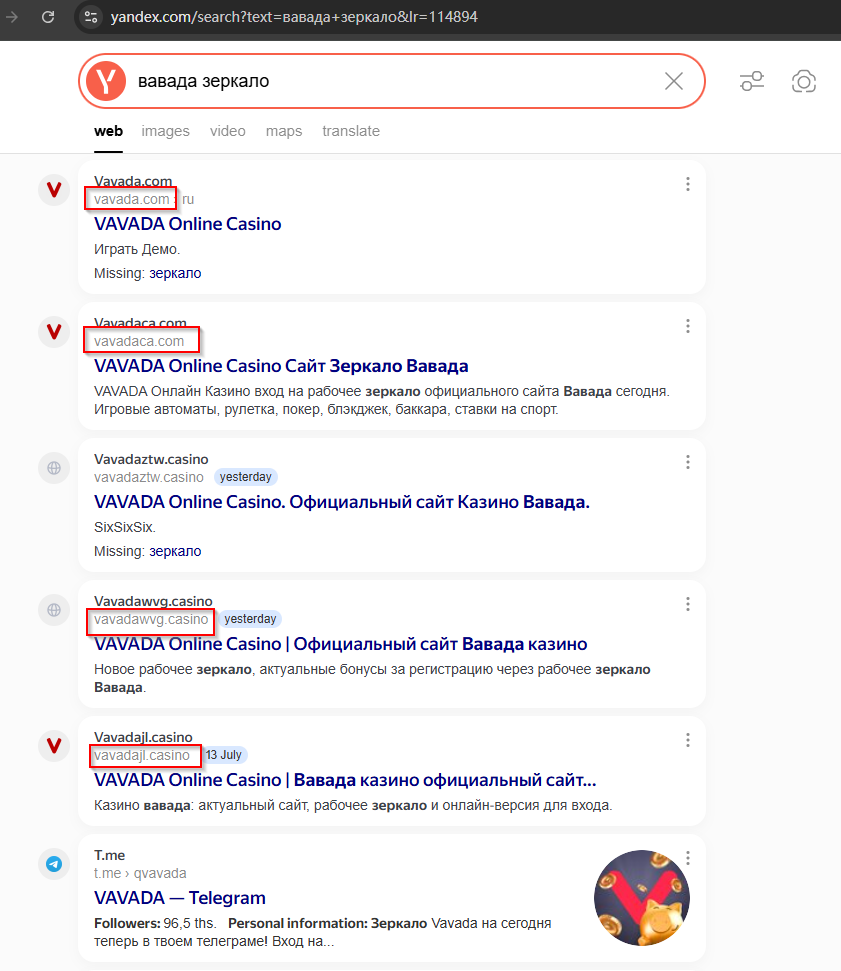 yandex.com/search?text=вавада+зеркало&lr=114894
Y вавада зеркало
web images video maps translate
Vavada.com
vavada.com › ru
VAVADA Online Casino
Играть Демо.
Missing: зеркало
Vavadaca.com
vavadaca.com
VAVADA Online Casino Сайт Зеркало Вавада
VAVADA Онлайн Казино вход на рабочее зеркало официального сайта Вавада сегодня.
Игровые автоматы, рулетка, покер, блэкджек, баккара, ставки на спорт.
Vavadaztw.casino
vavadaztw.casino yesterday
VAVADA Online Casino. Официальный сайт Казино Вавада.
SixSixSix.
Missing: зеркало
Vavadawvg.casino
vavadawvg.casino yesterday
VAVADA Online Casino | Официальный сайт Вавада казино
Новое рабочее зеркало, актуальные бонусы за регистрацию через рабочее зеркало
Вавада.
Vavadajl.casino
vavadajl.casino 13 July
VAVADA Online Casino | Вавада казино официальный сайт...
Казино вавада: актуальный сайт, рабочее зеркало и онлайн-версия для входа.
T.me
t.me › qvavada
VAVADA — Telegram
Followers: 96,5 ths. Personal information: Зеркало Vavada на сегодня
теперь в твоем телеграме! Вход на...